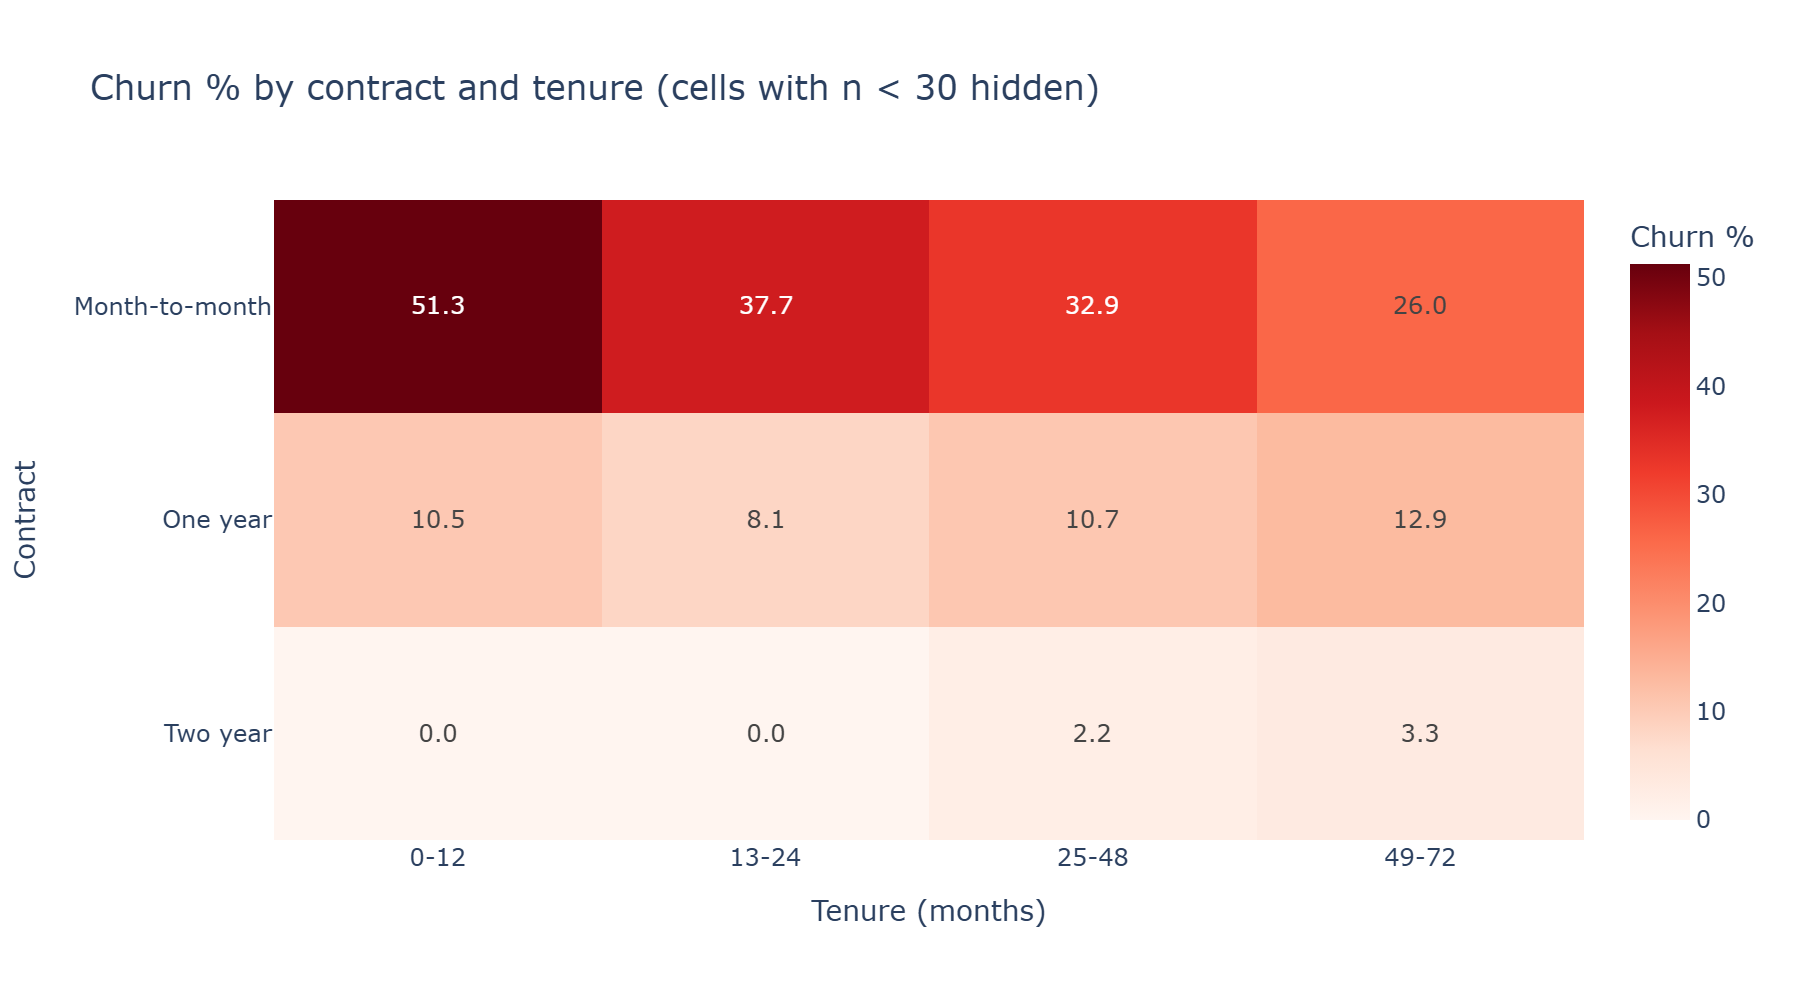 Churn % by contract and tenure (cells with n < 30 hidden)
Churn %
50
40
30
20
10
0
Contract
Month-to-month 51.3 37.7 32.9 26.0
One year 10.5 8.1 10.7 12.9
Two year 0.0 0.0 2.2 3.3
0-12 13-24 25-48 49-72
Tenure (months)